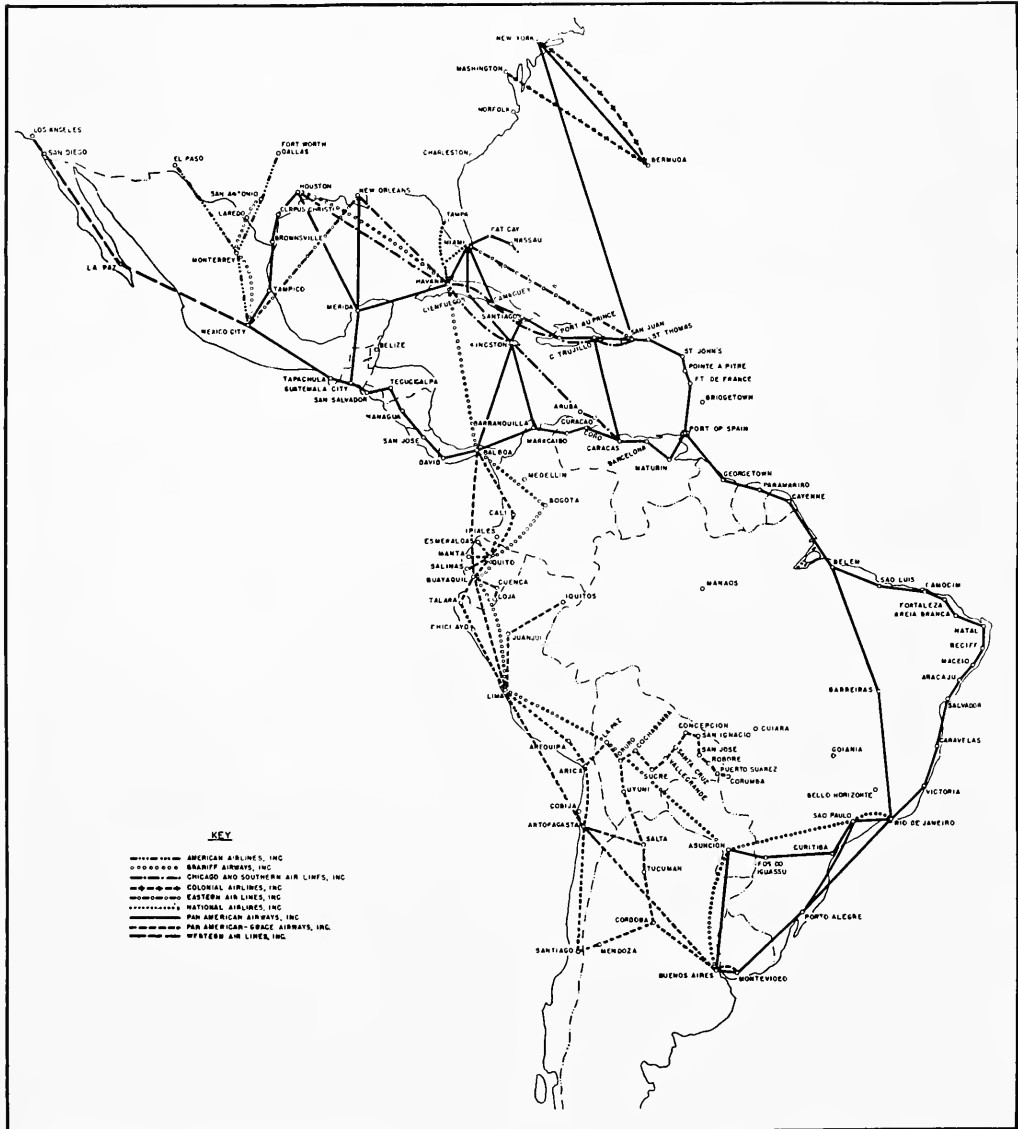 NEW YORK
WASHINGTON
NORFOLK
CHARLESTON
BERMUDA
LOS ANGELES
SAN DIEGO
EL PASO
FORT WORTH
DALLAS
SAN ANTONIO
HOUSTON
NEW ORLEANS
LAREDO
CORPUS CHRISTI
TAMPA
FAT CAY
BROWNSVILLE
MIAMI
NASSAU
MONTERREY
LA PAZ
HAVANA
TAMPICO
CIENFUEGO
CAMAGUEY
MERIDA
SANTIAGO
MEXICO CITY
PORT AU PRINCE
SAN JUAN
ST THOMAS
KINGSTON
C TRUJILLO
BELIZE
ST JOHN'S
POINTE A PITRE
TAPACHULA
TEGUCIGALPA
FT. DE FRANCE
GUATEMALA CITY
SAN SALVADOR
BRIDGETOWN
MANAGUA
ARUBA
BARRANQUILLA
CURACAO
CORO
PORT OF SPAIN
SAN JOSE
MARACAIBO
CARACAS
BARCELONA
DAVID
BALBOA
MATURIN
MEDELLIN
GEORGETOWN
PARAMARIRO
CAYENNE
BOGOTA
CALI
IPIALES
ESMERALDAS
MANTA
QUITO
SALINAS
BELEM
GUAYAQUIL
CUENCA
MANAOS
SÃO LUIS
CAMOCIM
TALARA
LOJA
IQUITOS
FORTALEZA
AREIA BRANCA
CHICLAYO
JUANJUI
NATAL
RECIFF
MACEIO
ARACAJU
LIMA
BARREIRAS
SALVADOR
CONCEPCION
CUIABA
LA PAZ
COCHABAMBA
SAN IGNACIO
CARAVELAS
AREQUIPA
ORURO
SAN JOSE
GOIANIA
ROBORE
SANTA CRUZ
VALLEGRANDE
ARICA
SUCRE
PUERTO SUAREZ
CORUMBA
UYUNI
BELLO HORIZONTE
VICTORIA
COBIJA
SAO PAULO
RIO DE JANEIRO
ANTOFAGASTA
SALTA
ASUNCION
CURITIBA
FOS DO
IGUASSU
TUCUMAN
PORTO ALEGRE
CORDOBA
SANTIAGO
MENDOZA
BUENOS AIRES
MONTEVIDEO
KEY
AMERICAN AIRLINES, INC
BRANIFF AIRWAYS, INC
CHICAGO AND SOUTHERN AIR LINES, INC
COLONIAL AIRLINES, INC
EASTERN AIR LINES, INC
NATIONAL AIRLINES, INC
PAN AMERICAN AIRWAYS, INC
PAN AMERICAN-GRACE AIRWAYS, INC.
WESTERN AIR LINES, INC.